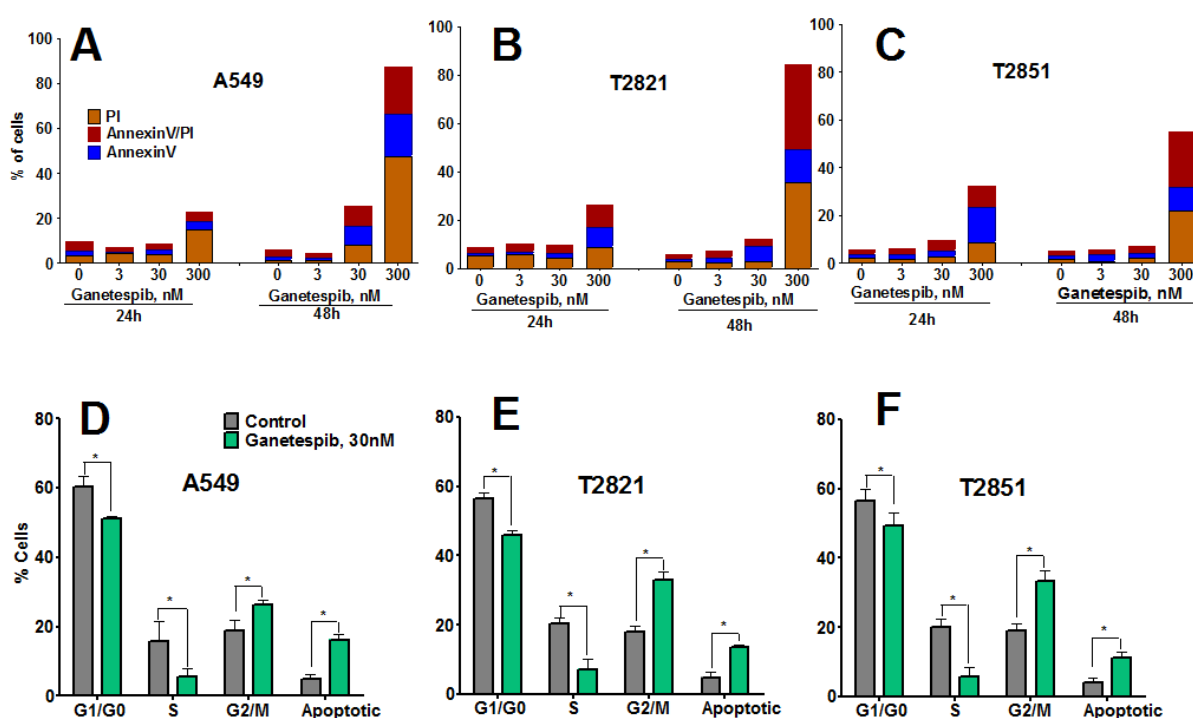 A
A549
100
80
60
40
20
0
% of cells
PI
AnnexinV/PI
AnnexinV
0 3 30 300 0 3 30 300
Ganetespib, nM Ganetespib, nM
24h 48h
B
T2821
100
80
60
40
20
0
0 3 30 300 0 3 30 300
Ganetespib, nM Ganetespib, nM
24h 48h
C
T2851
100
80
60
40
20
0
0 3 30 300 0 3 30 300
Ganetespib, nM Ganetespib, nM
24h 48h
D
Control
Ganetespib, 30nM
A549
80
60
40
20
0
% Cells
* * * *
G1/G0 S G2/M Apoptotic
E
T2821
80
60
40
20
0
* * * *
G1/G0 S G2/M Apoptotic
F
T2851
80
60
40
20
0
* * * *
G1/G0 S G2/M Apoptotic